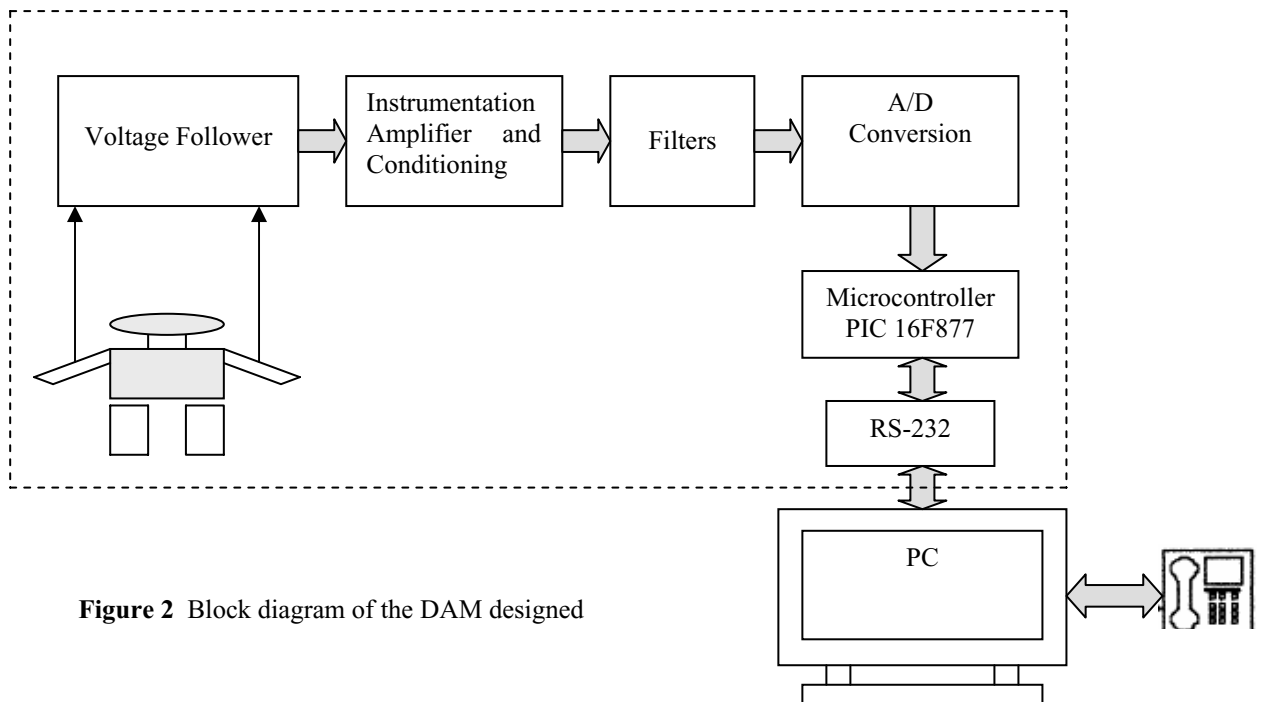 Voltage Follower
Instrumentation
Amplifier and
Conditioning
Filters
A/D
Conversion
Microcontroller
PIC 16F877
RS-232
PC
Figure 2 Block diagram of the DAM designed